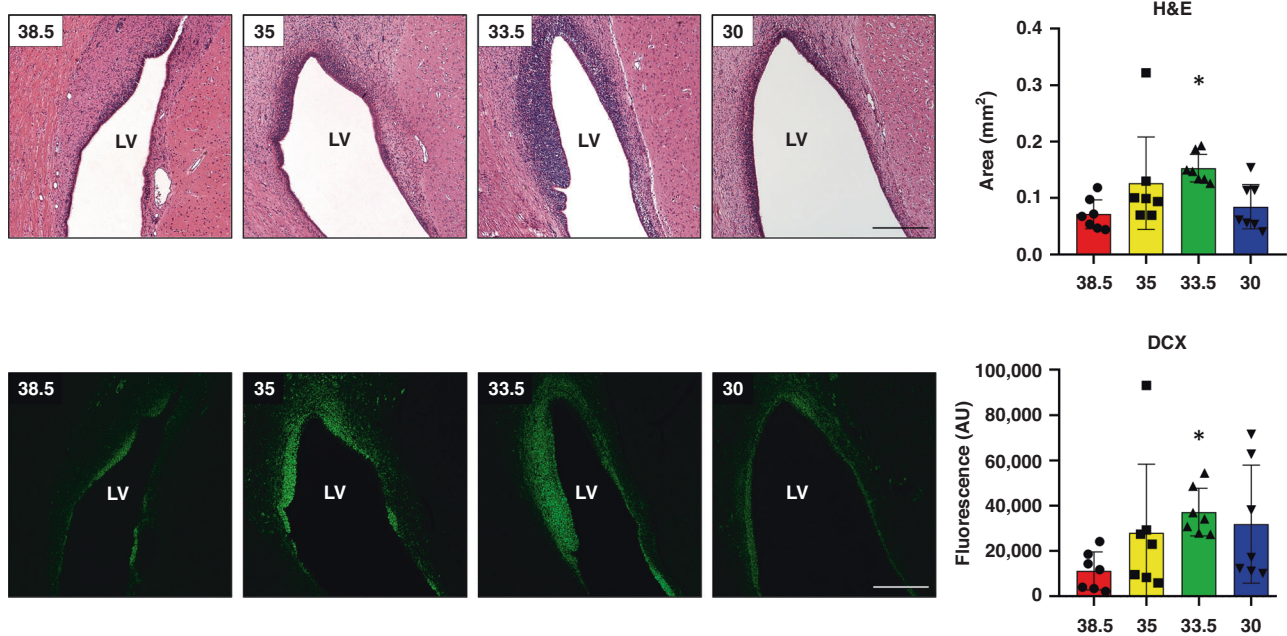 38.5
LV
35
LV
33.5
LV
30
LV
H&E
Area (mm²)
0.4
0.3
0.2
0.1
0.0
*
38.5 35 33.5 30
38.5
LV
35
LV
33.5
LV
30
LV
DCX
Fluorescence (AU)
100,000
80,000
60,000
40,000
20,000
0
*
38.5 35 33.5 30